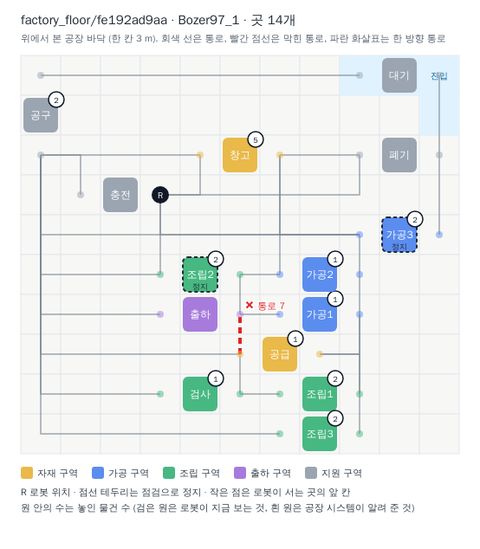 factory_floor/fe192ad9aa · Bozer97_1 · 곳 14개
위에서 본 공장 바닥 (한 칸 3 m). 회색 선은 통로, 빨간 점선은 막힌 통로, 파란 화살표는 한 방향 통로
대기
진입
공구 2
창고 5
폐기
충전
R
가공3 2
정지
조립2 2
정지
가공2 1
출하
× 통로 7
가공1 1
공급 1
검사 1
조립1 2
조립3 2
자재 구역 가공 구역 조립 구역 출하 구역 지원 구역
R 로봇 위치 · 점선 테두리는 점검으로 정지 · 작은 점은 로봇이 서는 곳의 앞 칸
원 안의 수는 놓인 물건 수 (검은 원은 로봇이 지금 보는 것, 흰 원은 공장 시스템이 알려 준 것)